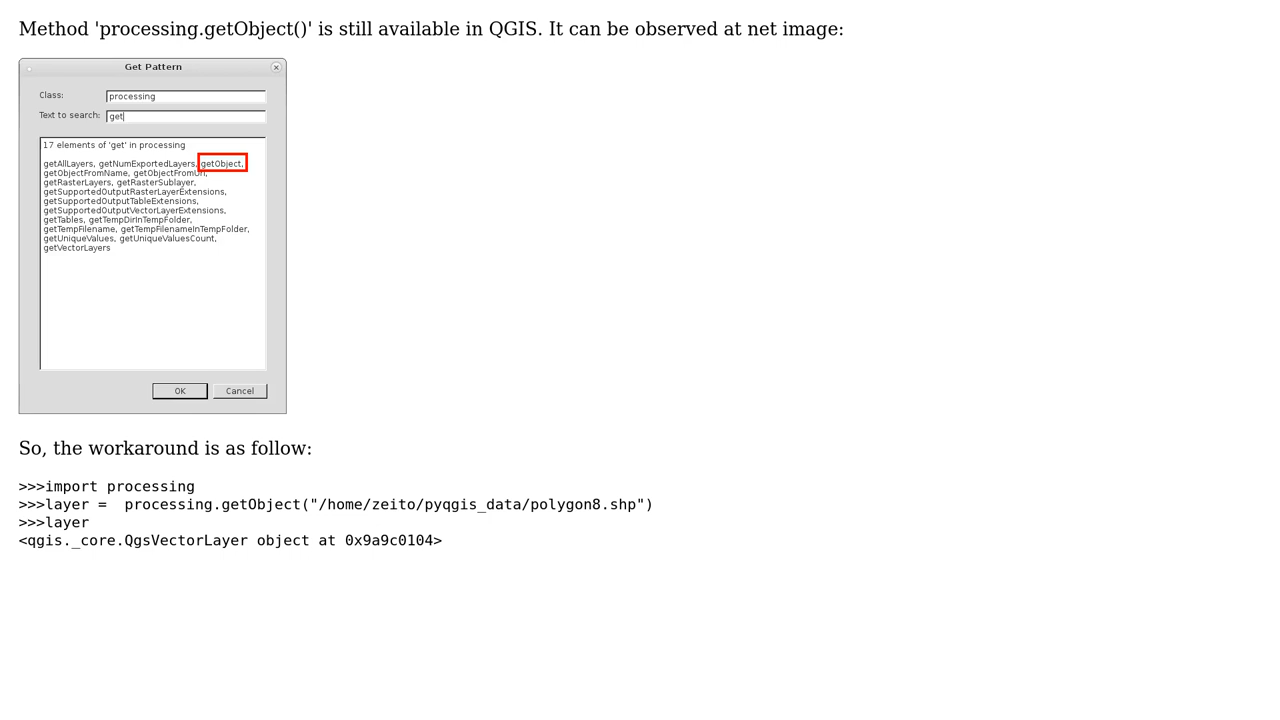 Method 'processing.getObject()' is still available in QGIS. It can be observed at net image:
Get Pattern
Class: processing
Text to search: get
17 elements of 'get' in processing
getAllLayers, getNumExportedLayers, getObject,
getObjectFromName, getObjectFromUri,
getRasterLayers, getRasterSublayer,
getSupportedOutputRasterLayerExtensions,
getSupportedOutputTableExtensions,
getSupportedOutputVectorLayerExtensions,
getTables, getTempDirInTempFolder,
getTempFilename, getTempFilenameInTempFolder,
getUniqueValues, getUniqueValuesCount,
getVectorLayers
OK Cancel
So, the workaround is as follow:
>>>import processing
>>>layer =  processing.getObject("/home/zeito/pyqgis_data/polygon8.shp")
>>>layer
<qgis._core.QgsVectorLayer object at 0x9a9c0104>